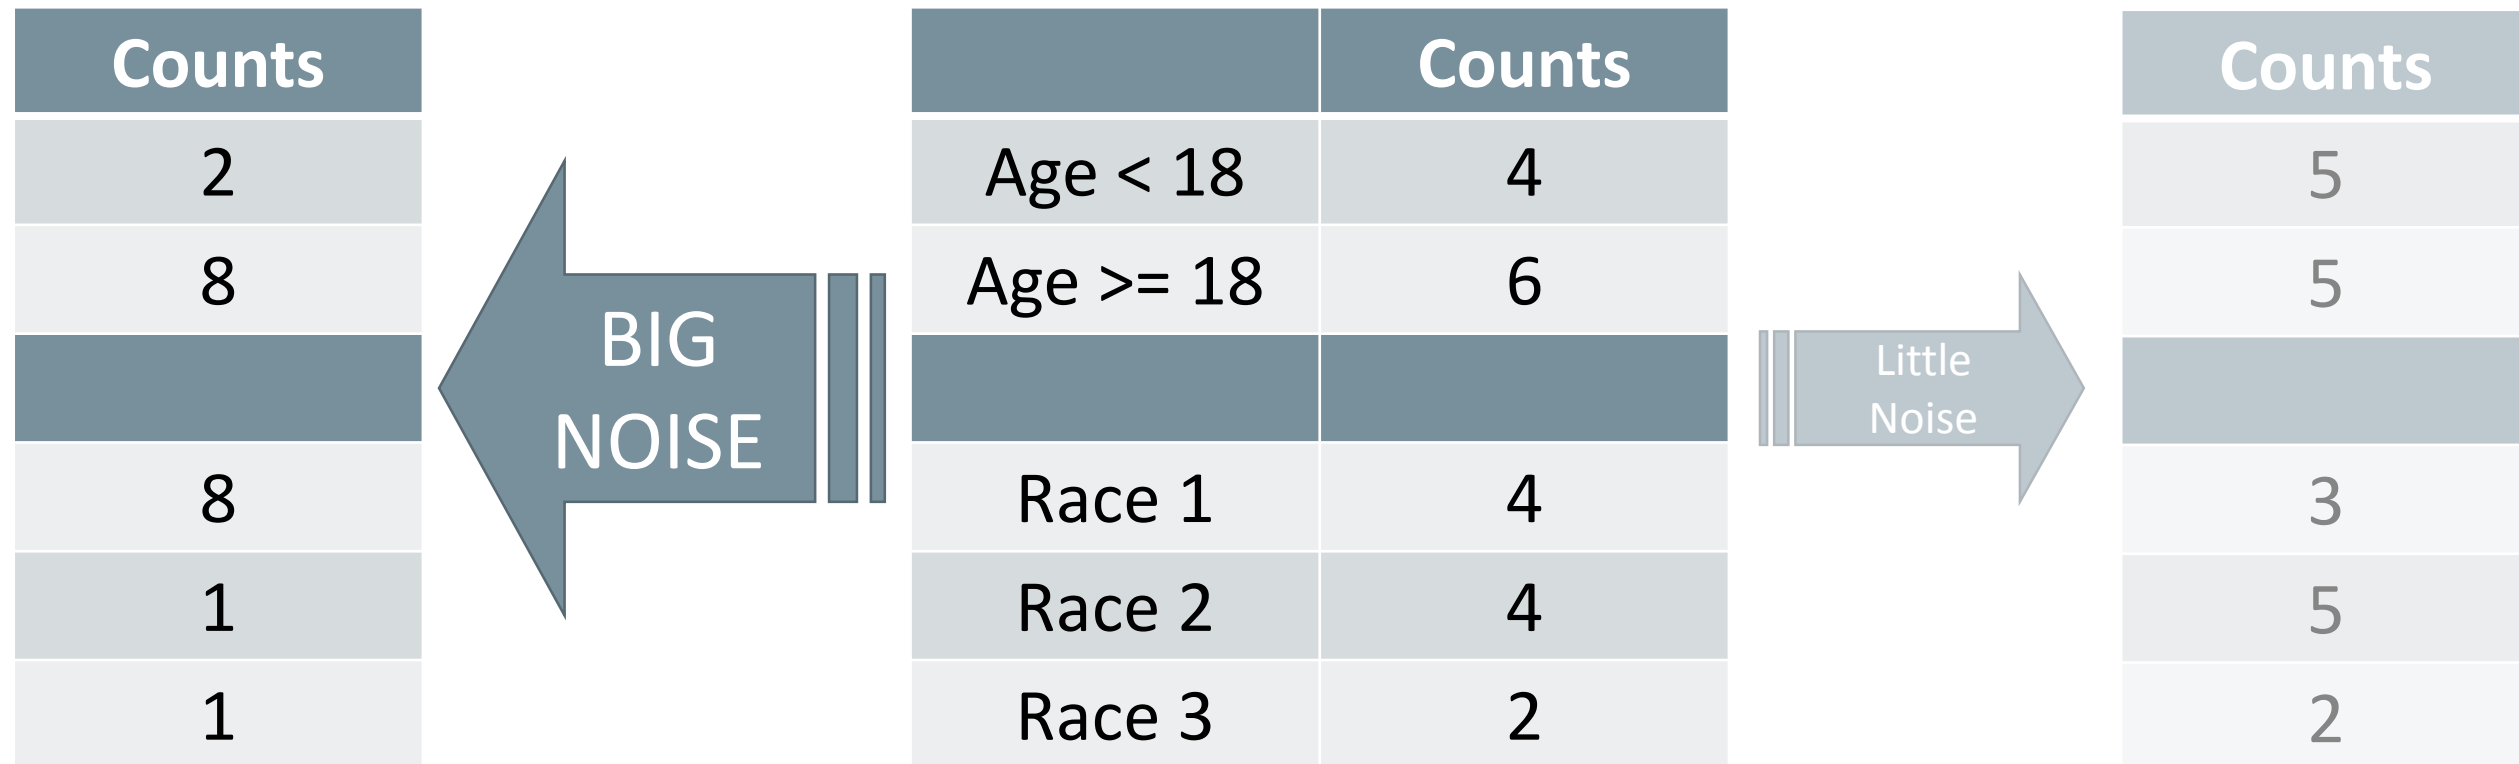 Counts
2
8
8
1
1
BIG
NOISE
Counts
Age < 18 4
Age >= 18 6
Race 1 4
Race 2 4
Race 3 2
Little
Noise
Counts
5
5
3
5
2